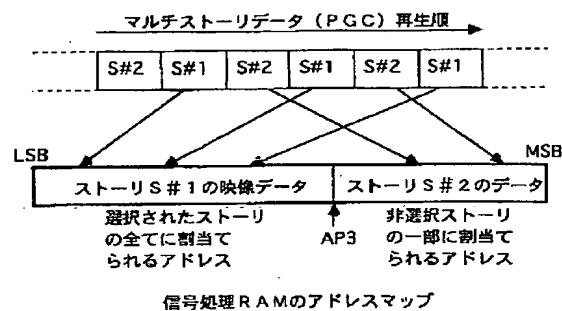 マルチストーリデータ（PGC）再生順
S#2 S#1 S#2 S#1 S#2 S#1
LSB MSB
ストーリS＃1の映像データ ストーリS＃2のデータ
選択されたストーリ
の全てに割当て
られるアドレス
AP3
非選択ストーリ
の一部に割当て
られるアドレス
信号処理RAMのアドレスマップ